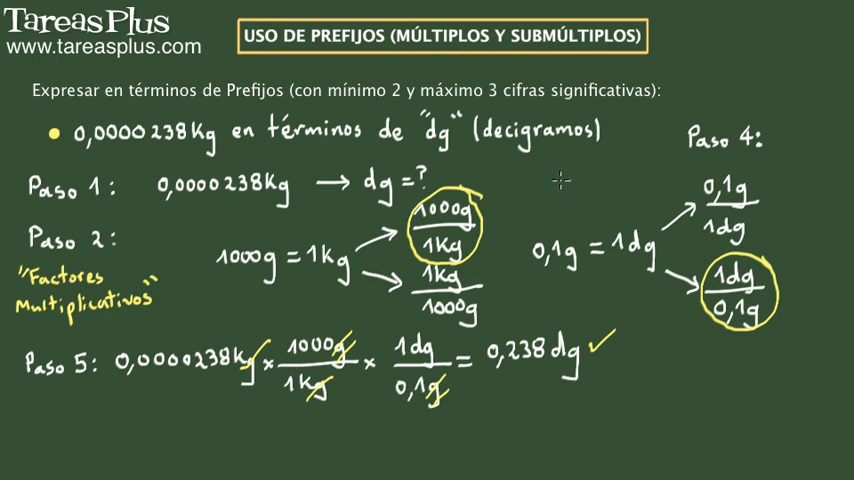 TareasPlus
www.tareasplus.com
USO DE PREFIJOS (MÚLTIPLOS Y SUBMÚLTIPLOS)
Expresar en términos de Prefijos (con mínimo 2 y máximo 3 cifras significativas):
• 0,0000238Kg en términos de "dg" (decigramos)
Paso 1: 0,0000238Kg → dg = ?
Paso 2:
"Factores
Multiplicativos"
1000g = 1Kg
1000g
1Kg
1Kg
1000g
0,1g = 1dg
Paso 4:
0,1g
1dg
1dg
0,1g
Paso 5: 0,0000238Kg × 1000g/1Kg × 1dg/0,1g = 0,238dg ✓